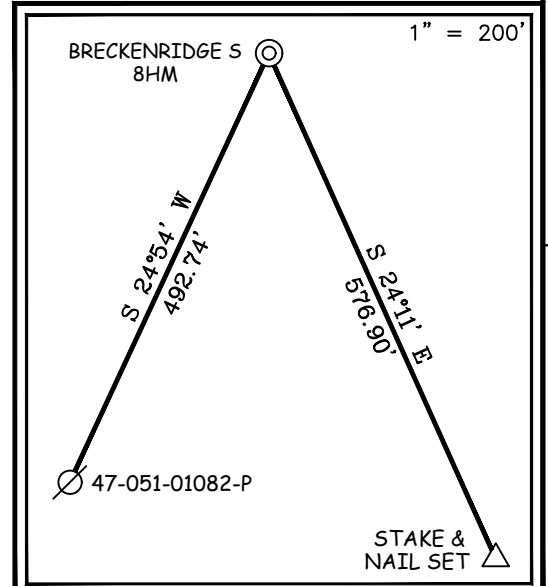 1" = 200'
BRECKENRIDGE S
8HM
S 24°54' W
492.74'
S 24°11' E
576.90'
47-051-01082-P
STAKE &
NAIL SET